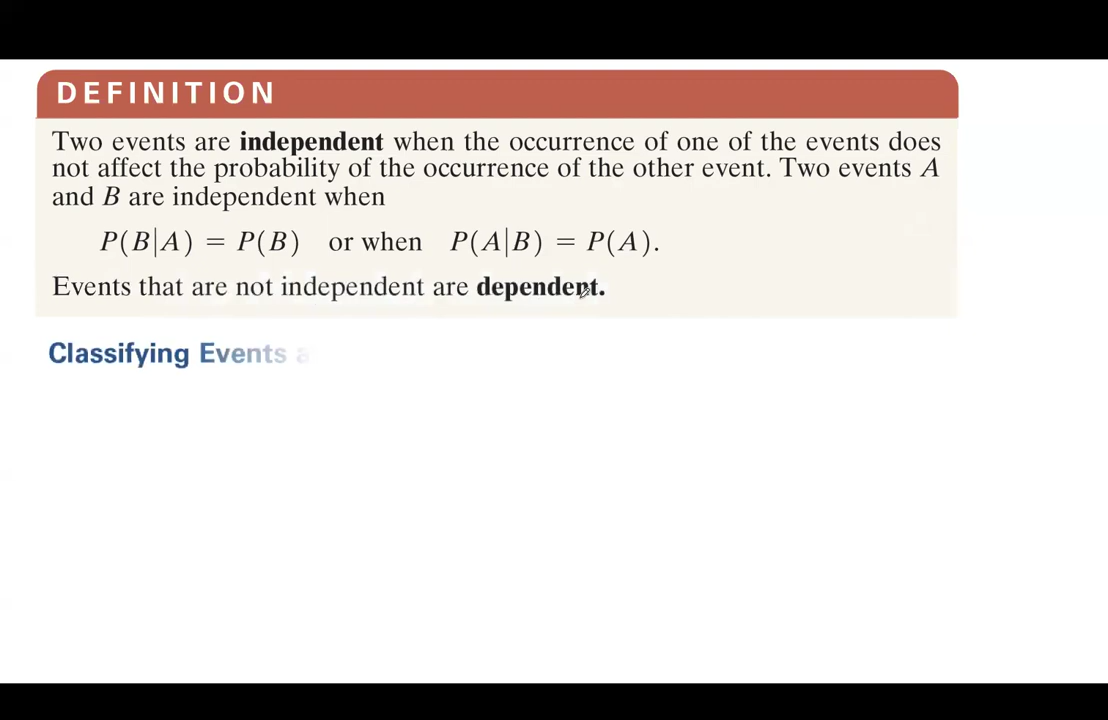 DEFINITION
Two events are independent when the occurrence of one of the events does
not affect the probability of the occurrence of the other event. Two events A
and B are independent when
P(B|A) = P(B) or when P(A|B) = P(A).
Events that are not independent are dependent.
Classifying Events a